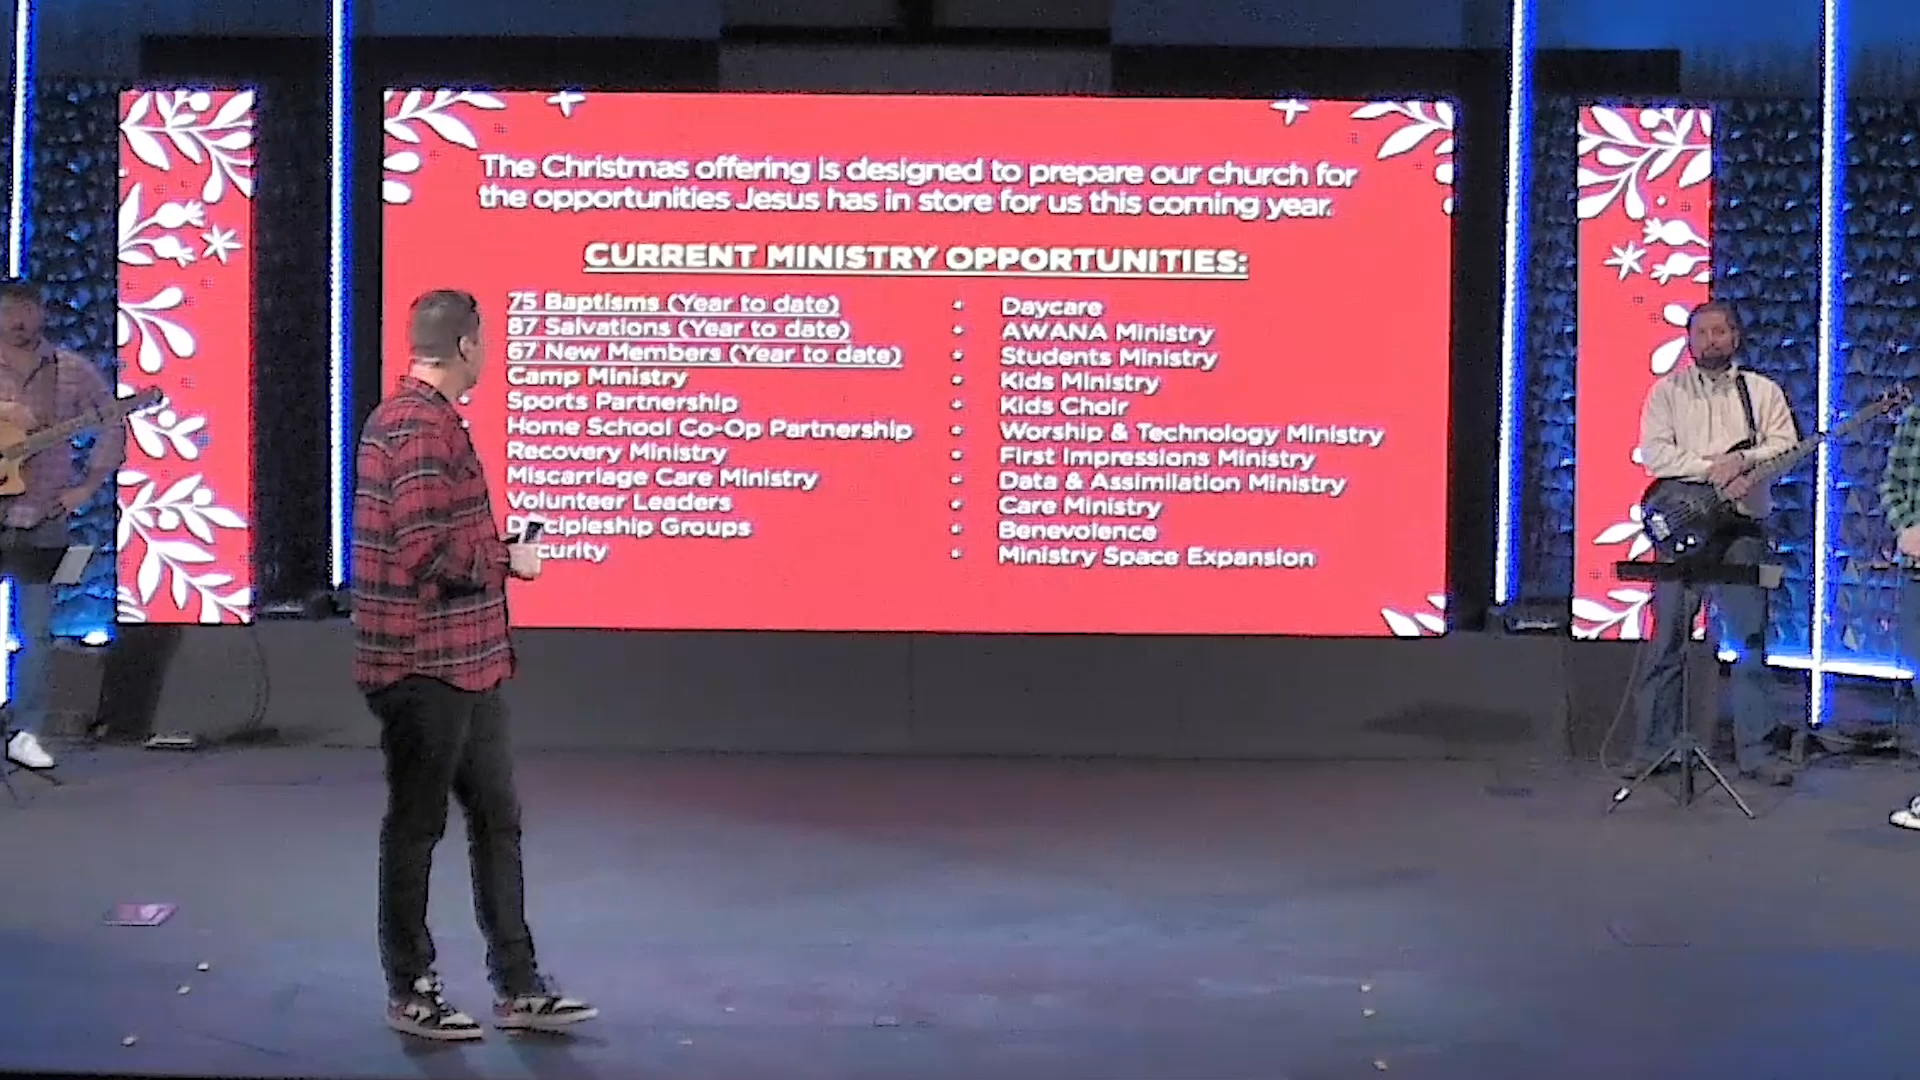 The Christmas offering is designed to prepare our church for
the opportunities Jesus has in store for us this coming year.
CURRENT MINISTRY OPPORTUNITIES:
75 Baptisms (Year to date)
87 Salvations (Year to date)
67 New Members (Year to date)
Camp Ministry
Sports Partnership
Home School Co-Op Partnership
Recovery Ministry
Miscarriage Care Ministry
Volunteer Leaders
Groups
• Daycare
• AWANA Ministry
• Students Ministry
• Kids Ministry
• Kids Choir
• Worship & Technology Ministry
• First Impressions Ministry
• Data & Assimilation Ministry
• Care Ministry
• Benevolence
• Ministry Space Expansion